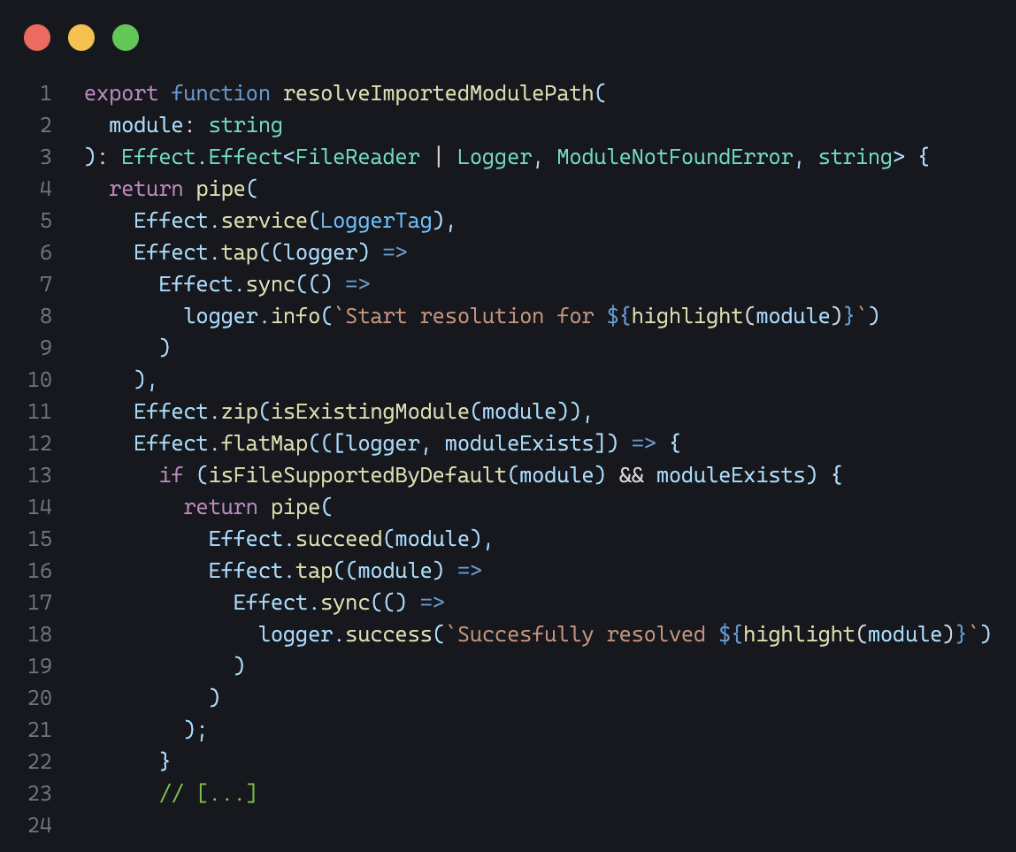 1 export function resolveImportedModulePath(
2   module: string
3 ): Effect.Effect<FileReader | Logger, ModuleNotFoundError, string> {
4   return pipe(
5     Effect.service(LoggerTag),
6     Effect.tap((logger) =>
7       Effect.sync(() =>
8         logger.info(`Start resolution for ${highlight(module)}`)
9       )
10     ),
11     Effect.zip(isExistingModule(module)),
12     Effect.flatMap(([logger, moduleExists]) => {
13       if (isFileSupportedByDefault(module) && moduleExists) {
14         return pipe(
15           Effect.succeed(module),
16           Effect.tap((module) =>
17             Effect.sync(() =>
18               logger.success(`Succesfully resolved ${highlight(module)}`)
19             )
20           )
21         );
22       }
23       // [...]
24